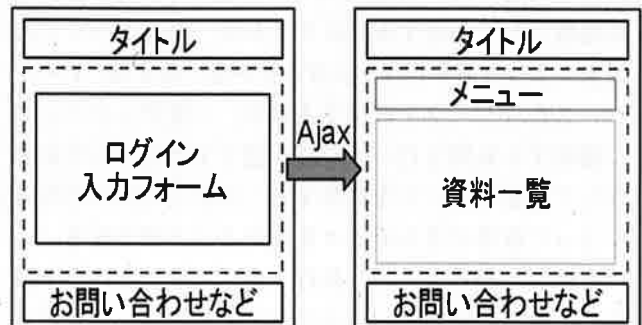 タイトル
ログイン
入力フォーム
お問い合わせなど
Ajax
タイトル
メニュー
資料一覧
お問い合わせなど